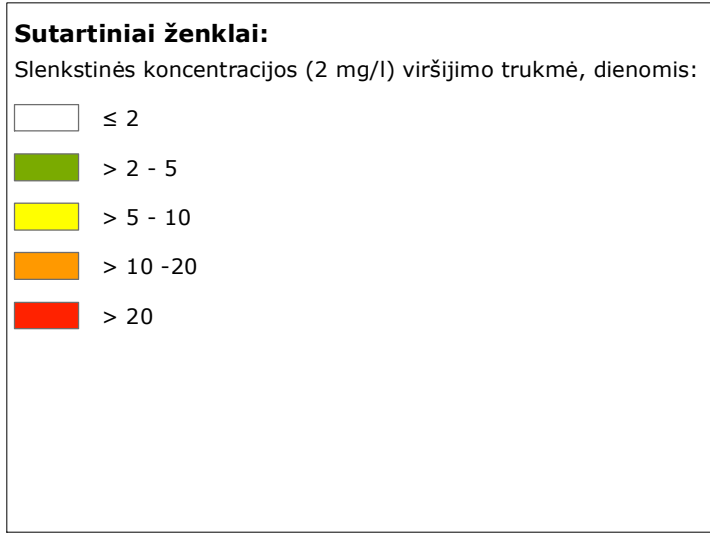 Sutartiniai ženklai:
Slenkstinės koncentracijos (2 mg/l) viršijimo trukmė, dienomis:
≤ 2
> 2 - 5
> 5 - 10
> 10 -20
> 20